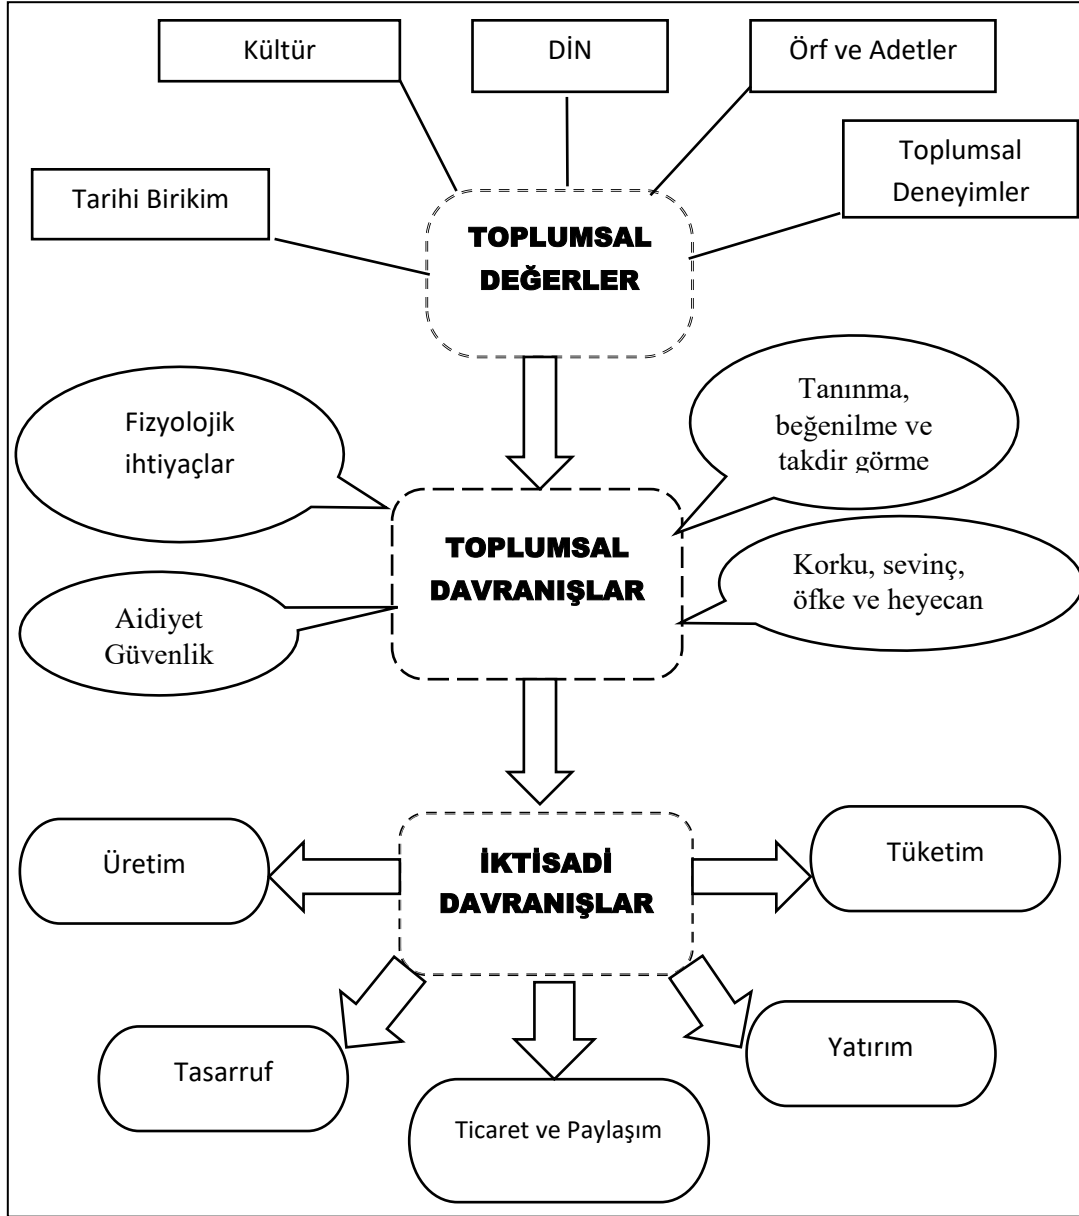 Kültür
DİN
Örf ve Adetler
Tarihi Birikim
Toplumsal
Deneyimler
TOPLUMSAL
DEĞERLER
Fizyolojik
ihtiyaçlar
Tanınma,
beğenilme ve
takdir görme
TOPLUMSAL
DAVRANIŞLAR
Aidiyet
Güvenlik
Korku, sevinç,
öfke ve heyecan
İKTİSADİ
DAVRANIŞLAR
Üretim
Tüketim
Tasarruf
Ticaret ve Paylaşım
Yatırım